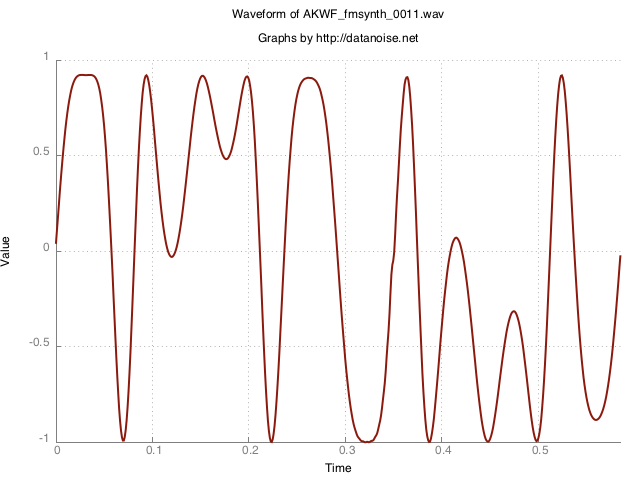 Waveform of AKWF_fmsynth_0011.wav
Graphs by http://datanoise.net
1
0.5
0
-0.5
-1
Value
0 0.1 0.2 0.3 0.4 0.5
Time